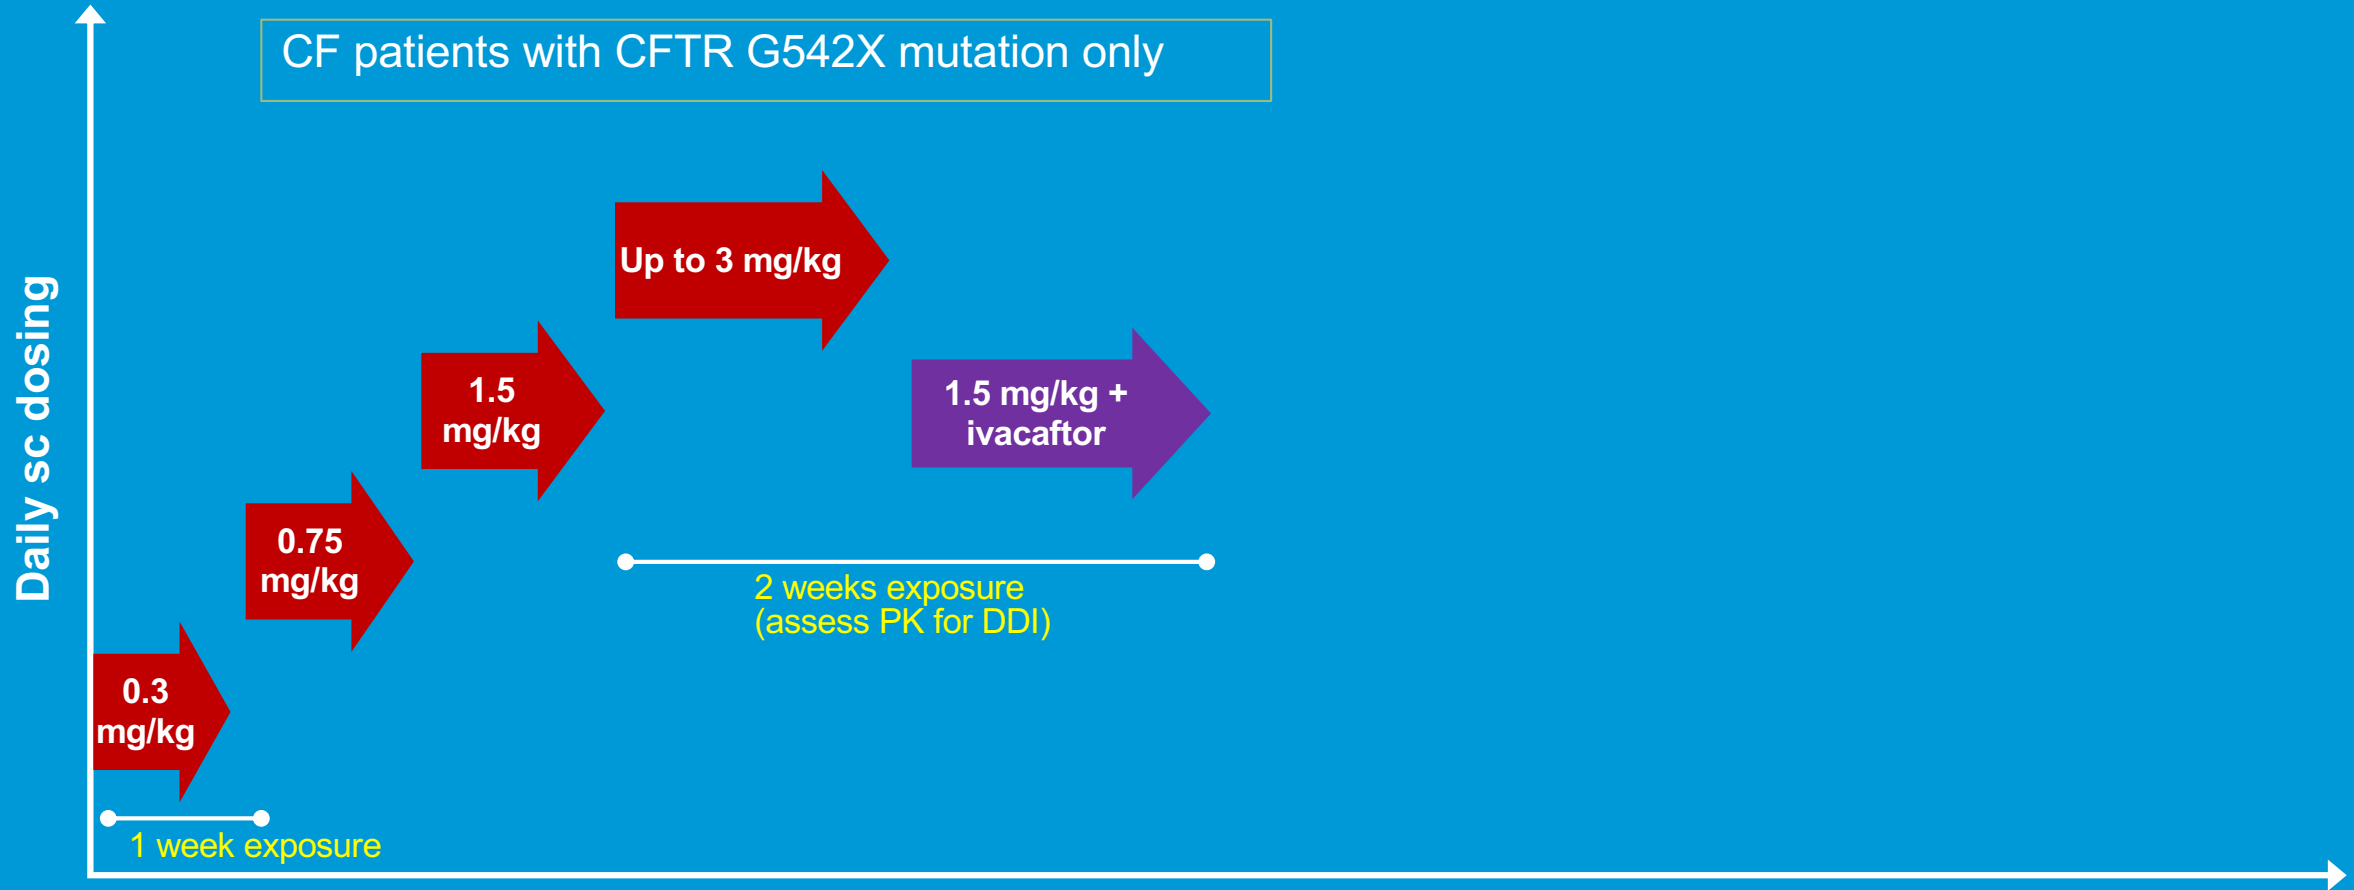 CF patients with CFTR G542X mutation only
Daily sc dosing
Up to 3 mg/kg
1.5
mg/kg
1.5 mg/kg +
ivacaftor
0.75
mg/kg
2 weeks exposure
(assess PK for DDI)
0.3
mg/kg
1 week exposure